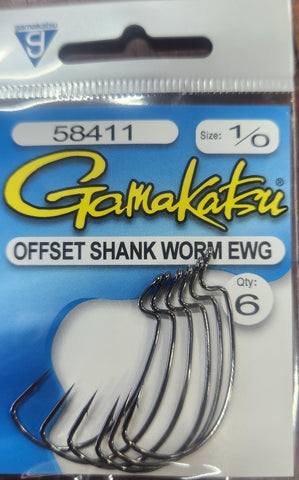 gamakatsu
G
58411
Size: 1/0
Gamakatsu®
OFFSET SHANK WORM EWG
Qty:
6